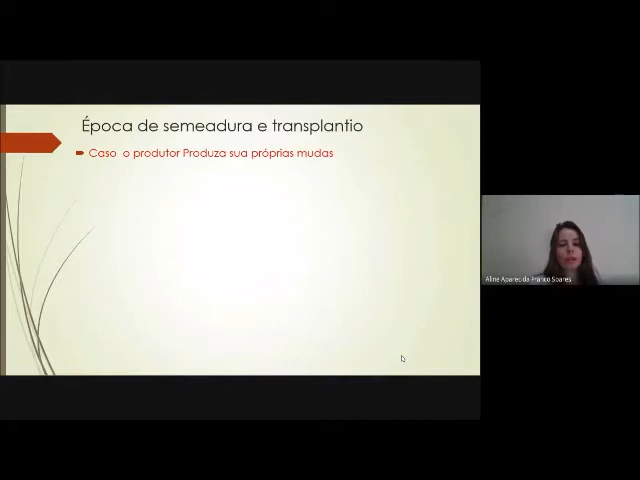 Época de semeadura e transplantio
Caso o produtor Produza sua próprias mudas
Aline Aparecida Franco Soares